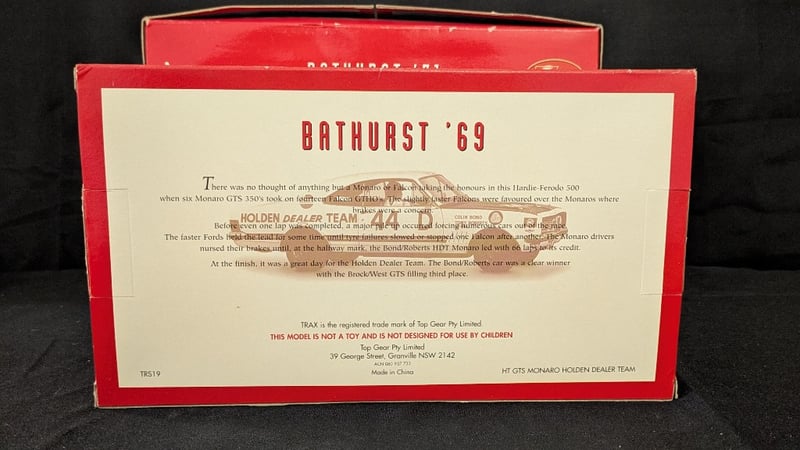 BATHURST '71
BATHURST '69
There was no thought of anything but a Monaro or Falcon taking the honours in this Hardie-Ferodo 500
when six Monaro GTS 350's took on fourteen Falcon GTHO's. The slightly faster Falcons were favoured over the Monaros where
brakes were a concern.
HOLDEN DEALER TEAM 44 D COLIN BOND
Before even one lap was completed, a major pile up occurred forcing numerous cars out of the race.
The faster Fords held the lead for some time until tyre failures slowed or stopped one Falcon after another. The Monaro drivers
nursed their brakes until, at the halfway mark, the Bond/Roberts HDT Monaro led with 66 laps to its credit.
At the finish, it was a great day for the Holden Dealer Team. The Bond/Roberts car was a clear winner
with the Brock/West GTS filling third place.
TRAX is the registered trade mark of Top Gear Pty Limited.
THIS MODEL IS NOT A TOY AND IS NOT DESIGNED FOR USE BY CHILDREN
Top Gear Pty Limited
39 George Street, Granville NSW 2142
Made in China
TRS19
HT GTS MONARO HOLDEN DEALER TEAM